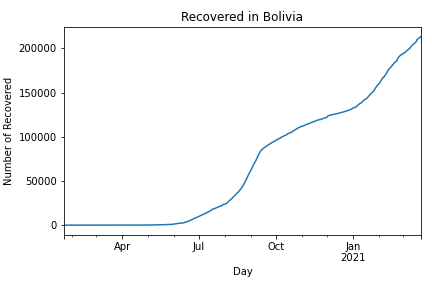 Recovered in Bolivia
Number of Recovered
200000
150000
100000
50000
0
Apr
Jul
Oct
Jan
2021
Day